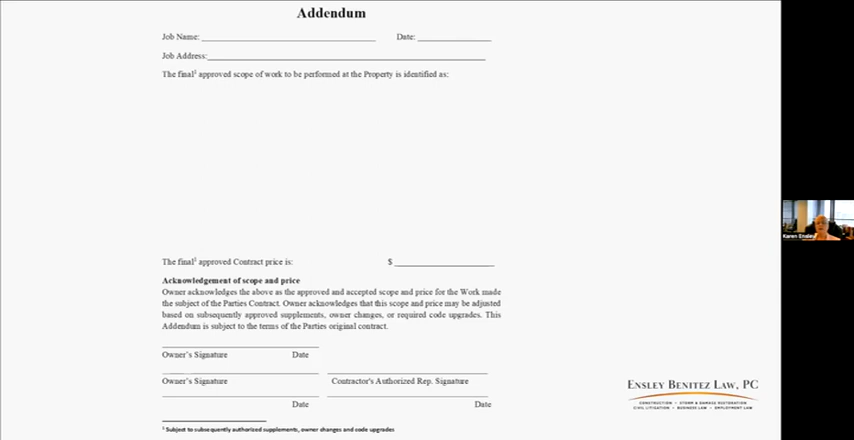 Addendum
Job Name: ____________ Date: ____________
Job Address: ____________
The final¹ approved scope of work to be performed at the Property is identified as:
The final¹ approved Contract price is: $ ____________
Acknowledgement of scope and price
Owner acknowledges the above as the approved and accepted scope and price for the Work made
the subject of the Parties Contract. Owner acknowledges that this scope and price may be adjusted
based on subsequently approved supplements, owner changes, or required code upgrades. This
Addendum is subject to the terms of the Parties original contract.
Owner's Signature Date
Owner's Signature Contractor's Authorized Rep. Signature
Date Date
¹ Subject to subsequently authorized supplements, owner changes and code upgrades
ENSLEY BENITEZ LAW, PC
CONSTRUCTION • STORM & DAMAGE RESTORATION
CIVIL LITIGATION • BUSINESS LAW • EMPLOYMENT LAW
Karen Ensley